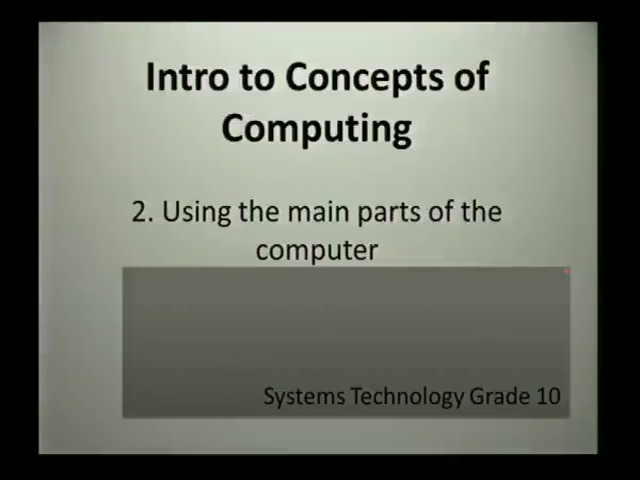 Intro to Concepts of
Computing
2. Using the main parts of the
computer
Systems Technology Grade 10